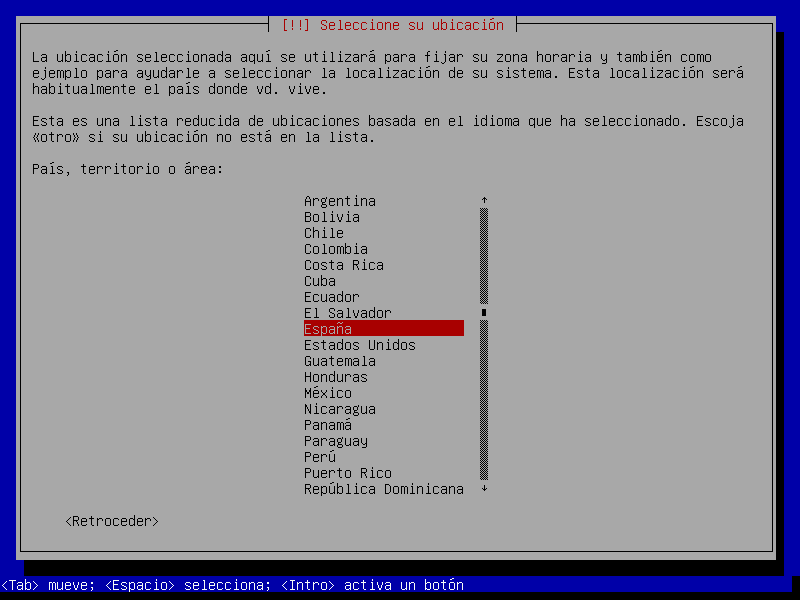 [!!] Seleccione su ubicación
La ubicación seleccionada aquí se utilizará para fijar su zona horaria y también como
ejemplo para ayudarle a seleccionar la localización de su sistema. Esta localización será
habitualmente el país donde vd. vive.
Esta es una lista reducida de ubicaciones basada en el idioma que ha seleccionado. Escoja
«otro» si su ubicación no está en la lista.
País, territorio o área:
Argentina
Bolivia
Chile
Colombia
Costa Rica
Cuba
Ecuador
El Salvador
España
Estados Unidos
Guatemala
Honduras
México
Nicaragua
Panamá
Paraguay
Perú
Puerto Rico
República Dominicana
<Retroceder>
<Tab> mueve; <Espacio> selecciona; <Intro> activa un botón